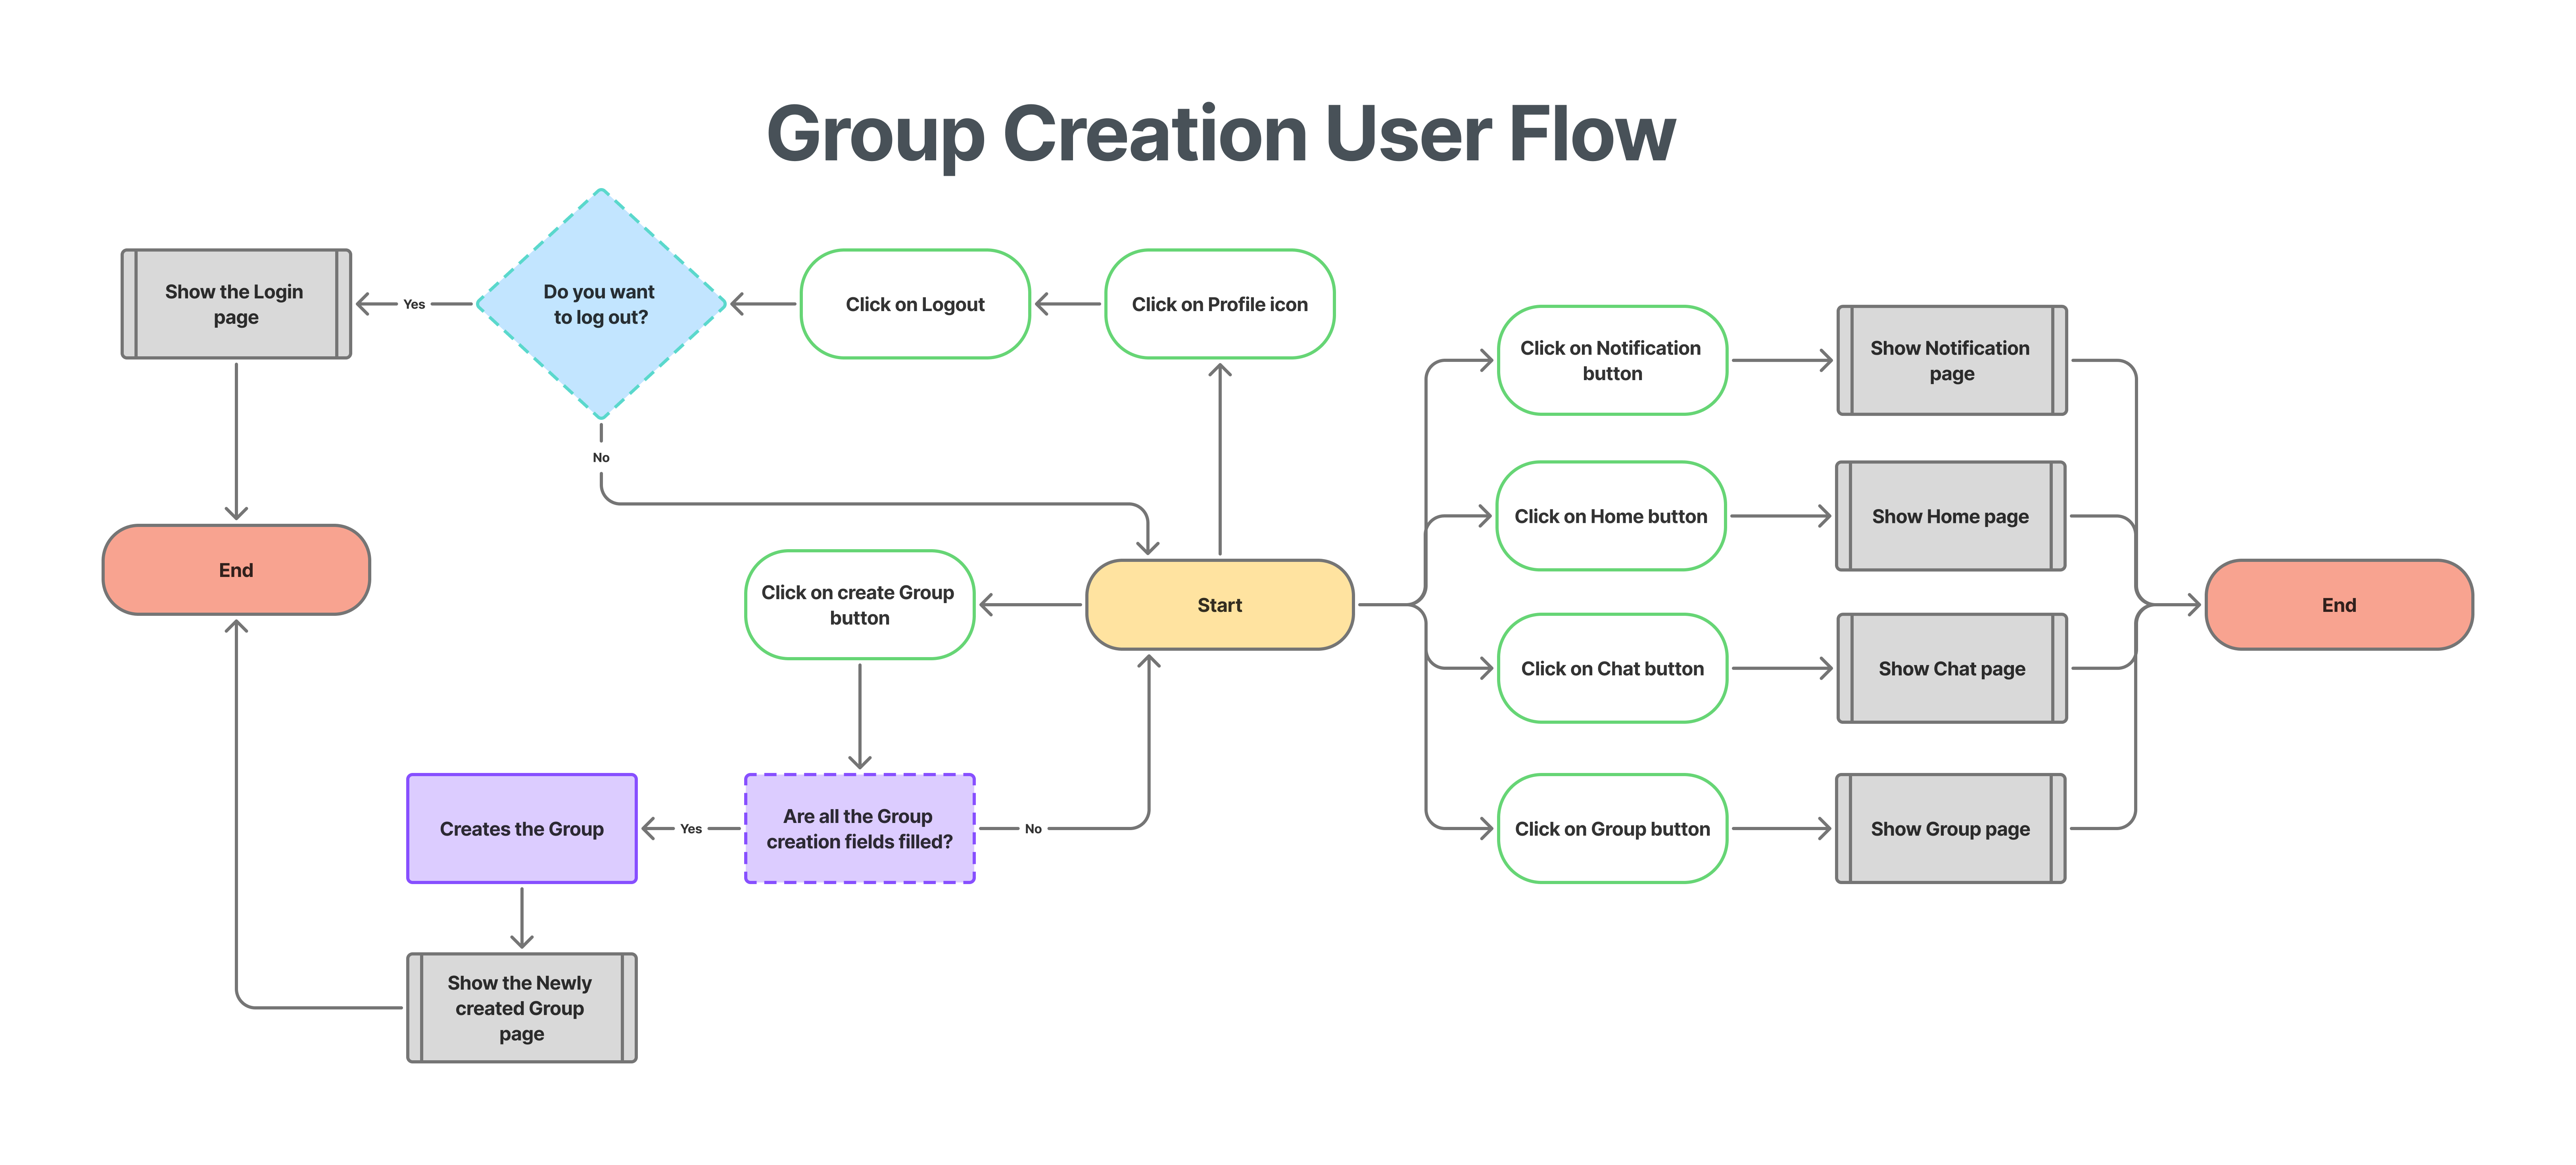 Group Creation User Flow
Show the Login
page
Yes
Do you want
to log out?
Click on Logout
Click on Profile icon
Click on Notification
button
Show Notification
page
No
Click on Home button
Show Home page
End
Click on create Group
button
Start
End
Click on Chat button
Show Chat page
Creates the Group
Yes
Are all the Group
creation fields filled?
No
Click on Group button
Show Group page
Show the Newly
created Group
page